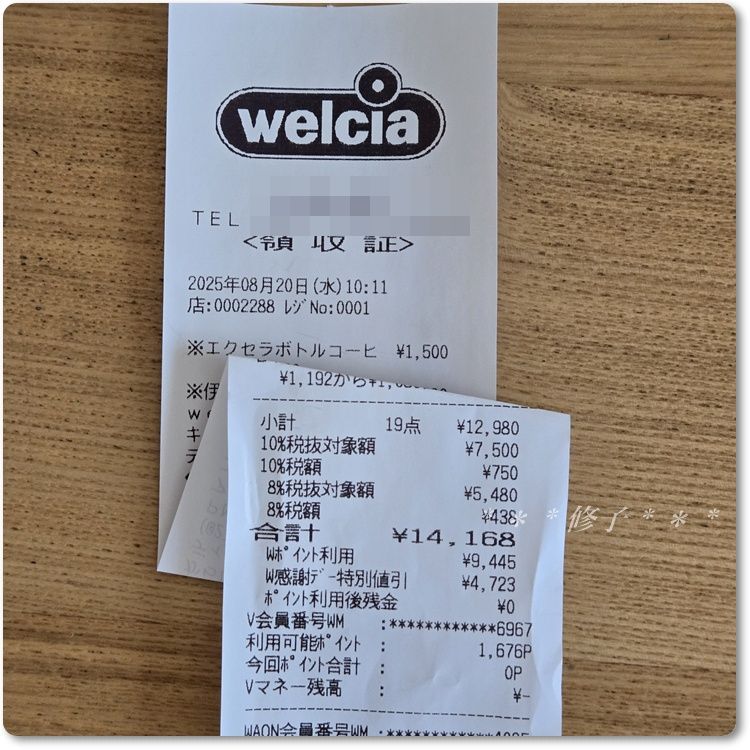 welcia
TEL
<領収証>
2025年08月20日(水)10:11
店:0002288 ﾚｼﾞNo:0001
※エクセラボトルコーヒ ¥1,500
¥1,192から
※伊
小計 19点 ¥12,980
10%税抜対象額 ¥7,500
10%税額 ¥750
8%税抜対象額 ¥5,480
8%税額 ¥438
合計 ¥14,168
Wﾎﾟｲﾝﾄ利用 ¥9,445
W感謝ﾃﾞｰ特別値引 ¥4,723
ﾎﾟｲﾝﾄ利用後残金 ¥0
V会員番号WM :************6967
利用可能ﾎﾟｲﾝﾄ : 1,676P
今回ﾎﾟｲﾝﾄ合計 : 0P
Vマネー残高 : ¥-
WAON会員番号WM
* * *修了* * *